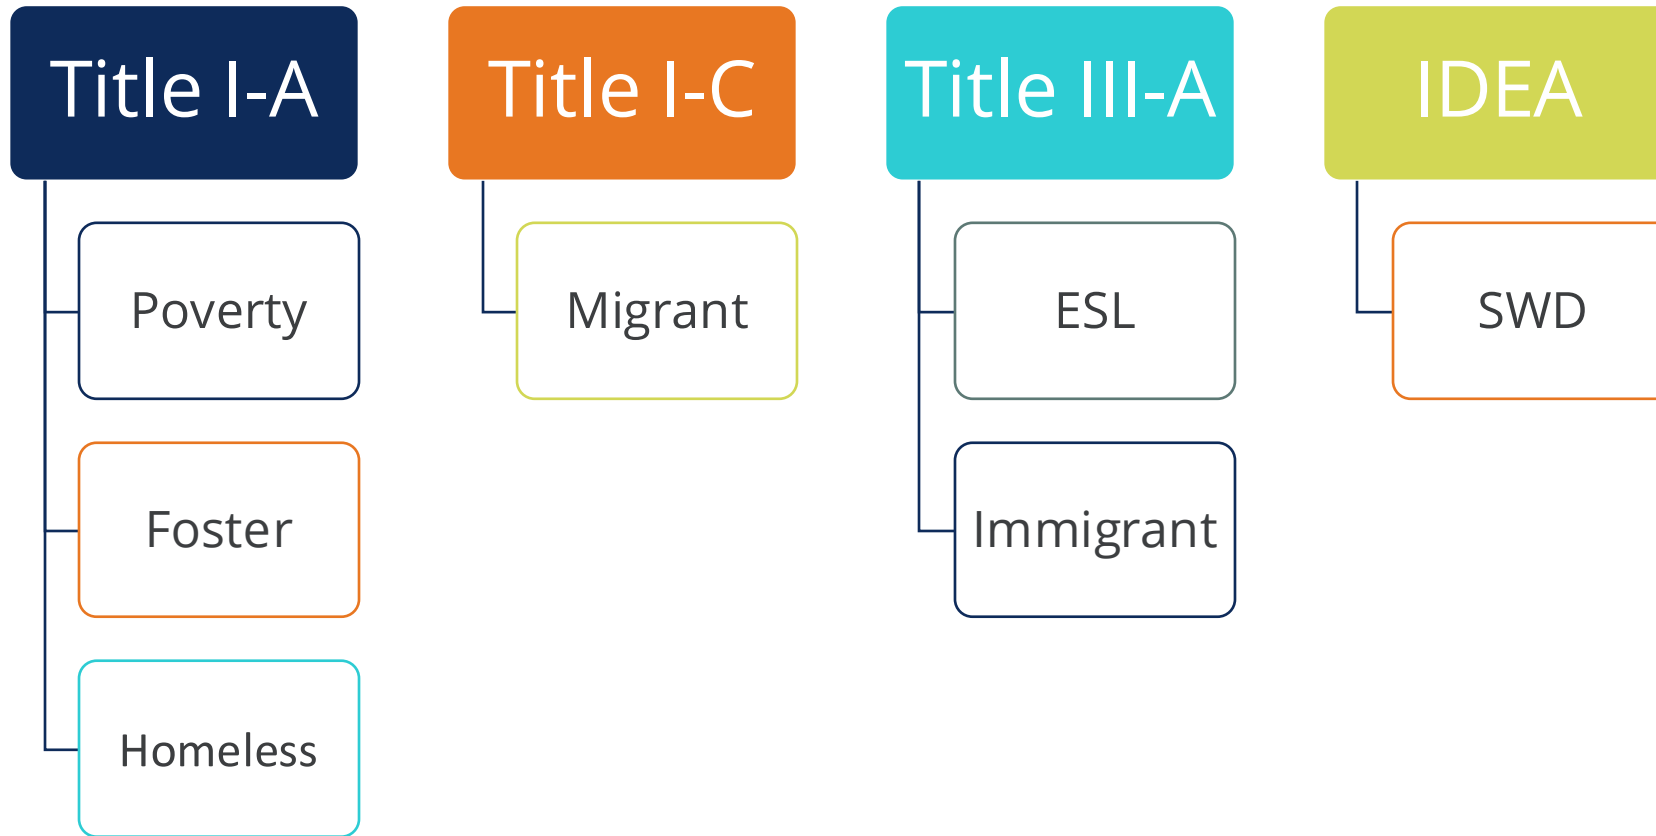 Title I-A
Poverty
Foster
Homeless
Title I-C
Migrant
Title III-A
ESL
Immigrant
IDEA
SWD